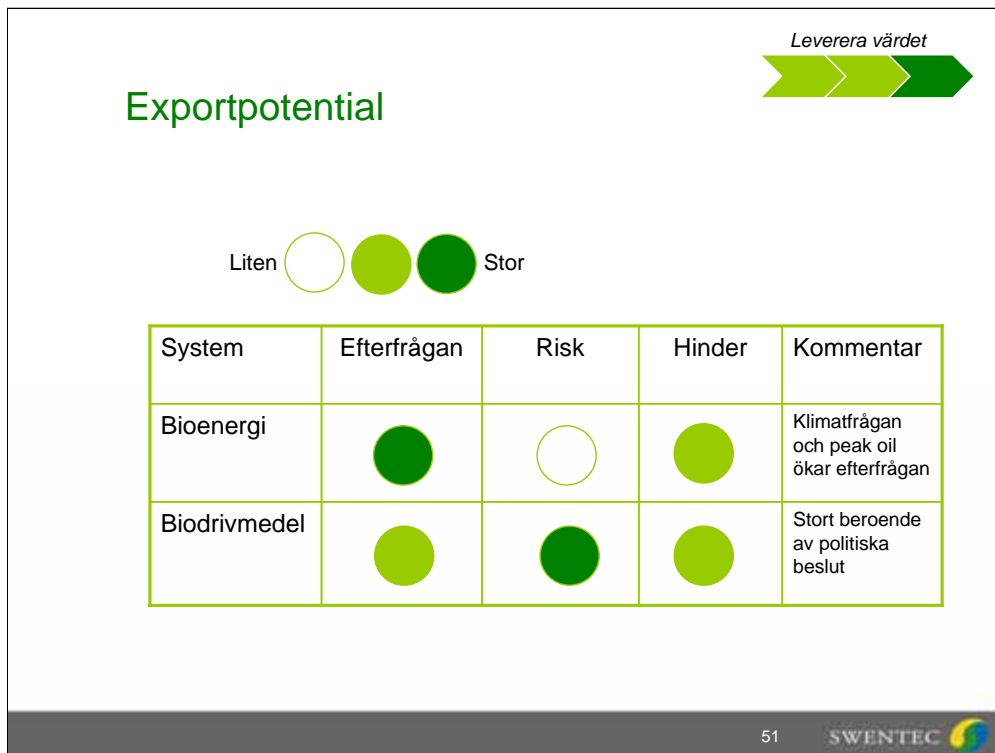 Leverera värdet
Exportpotential
Liten
Stor
System
Efterfrågan
Risk
Hinder
Kommentar
Bioenergi
Klimatfrågan
och peak oil
ökar efterfrågan
Biodrivmedel
Stort beroende
av politiska
beslut
51
SWENTEC